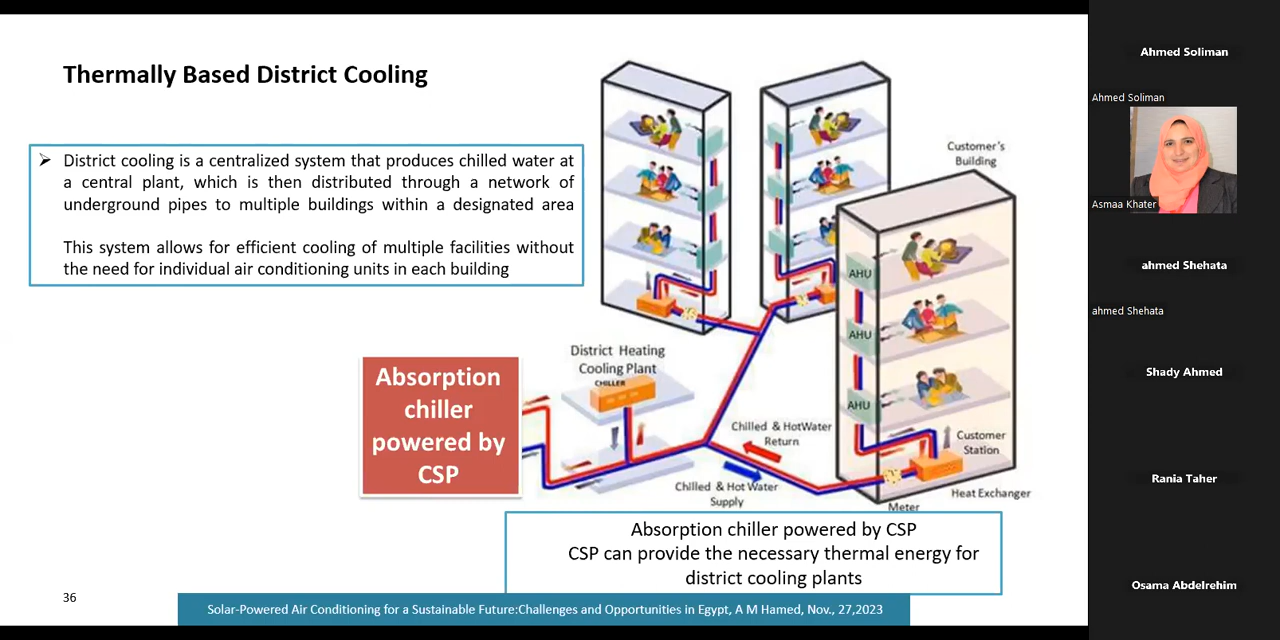 Thermally Based District Cooling
➢ District cooling is a centralized system that produces chilled water at
a central plant, which is then distributed through a network of
underground pipes to multiple buildings within a designated area
This system allows for efficient cooling of multiple facilities without
the need for individual air conditioning units in each building
Customer's
Building
AHU
AHU
AHU
District Heating
Cooling Plant
CHILLER
Absorption
chiller
powered by
CSP
Chilled & HotWater
Return
Customer
Station
Chilled & Hot Water
Supply
Heat Exchanger
Meter
Absorption chiller powered by CSP
CSP can provide the necessary thermal energy for
district cooling plants
36
Solar-Powered Air Conditioning for a Sustainable Future:Challenges and Opportunities in Egypt, A M Hamed, Nov., 27,2023
Ahmed Soliman
Ahmed Soliman
Asmaa Khater
ahmed Shehata
ahmed Shehata
Shady Ahmed
Rania Taher
Osama Abdelrehim